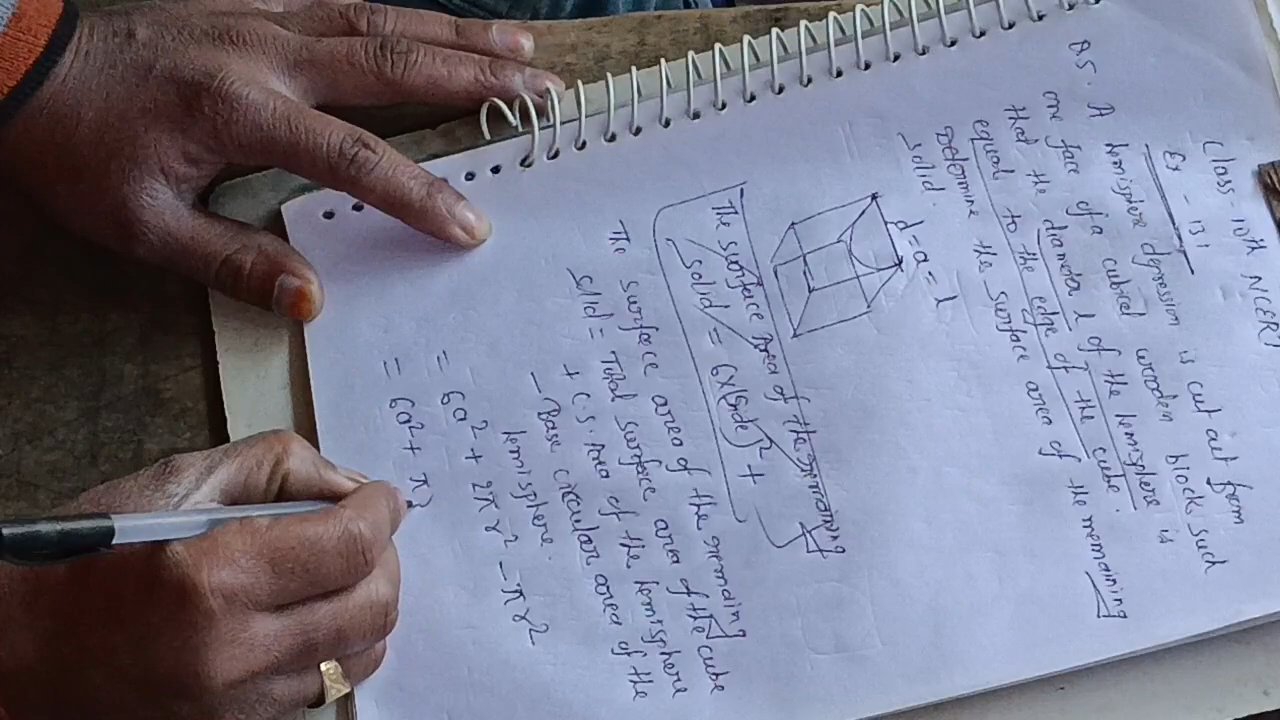 Class - 10th NCERT
Ex - 13.1
Q5. A hemisphere depression is cut out from
one face of a cubical wooden block such
that the diameter l of the hemisphere is
equal to the edge of the cube.
Determine the surface area of the remaining
solid.
d = a = l
The surface Area of the remaining
solid = 6×(Side)² +
The surface area of the remaing
solid = Total surface area of the cube
+ C.S. Area of the hemisphere
- Base circular area of the
hemisphere.
= 6a² + 2πr² - πr²
= 6a² + π